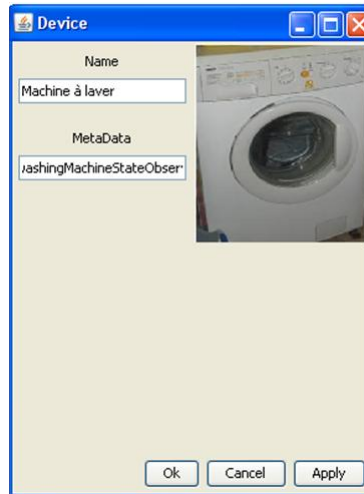 Device
Name
Machine à laver
MetaData
ashingMachineStateObser
Ok
Cancel
Apply